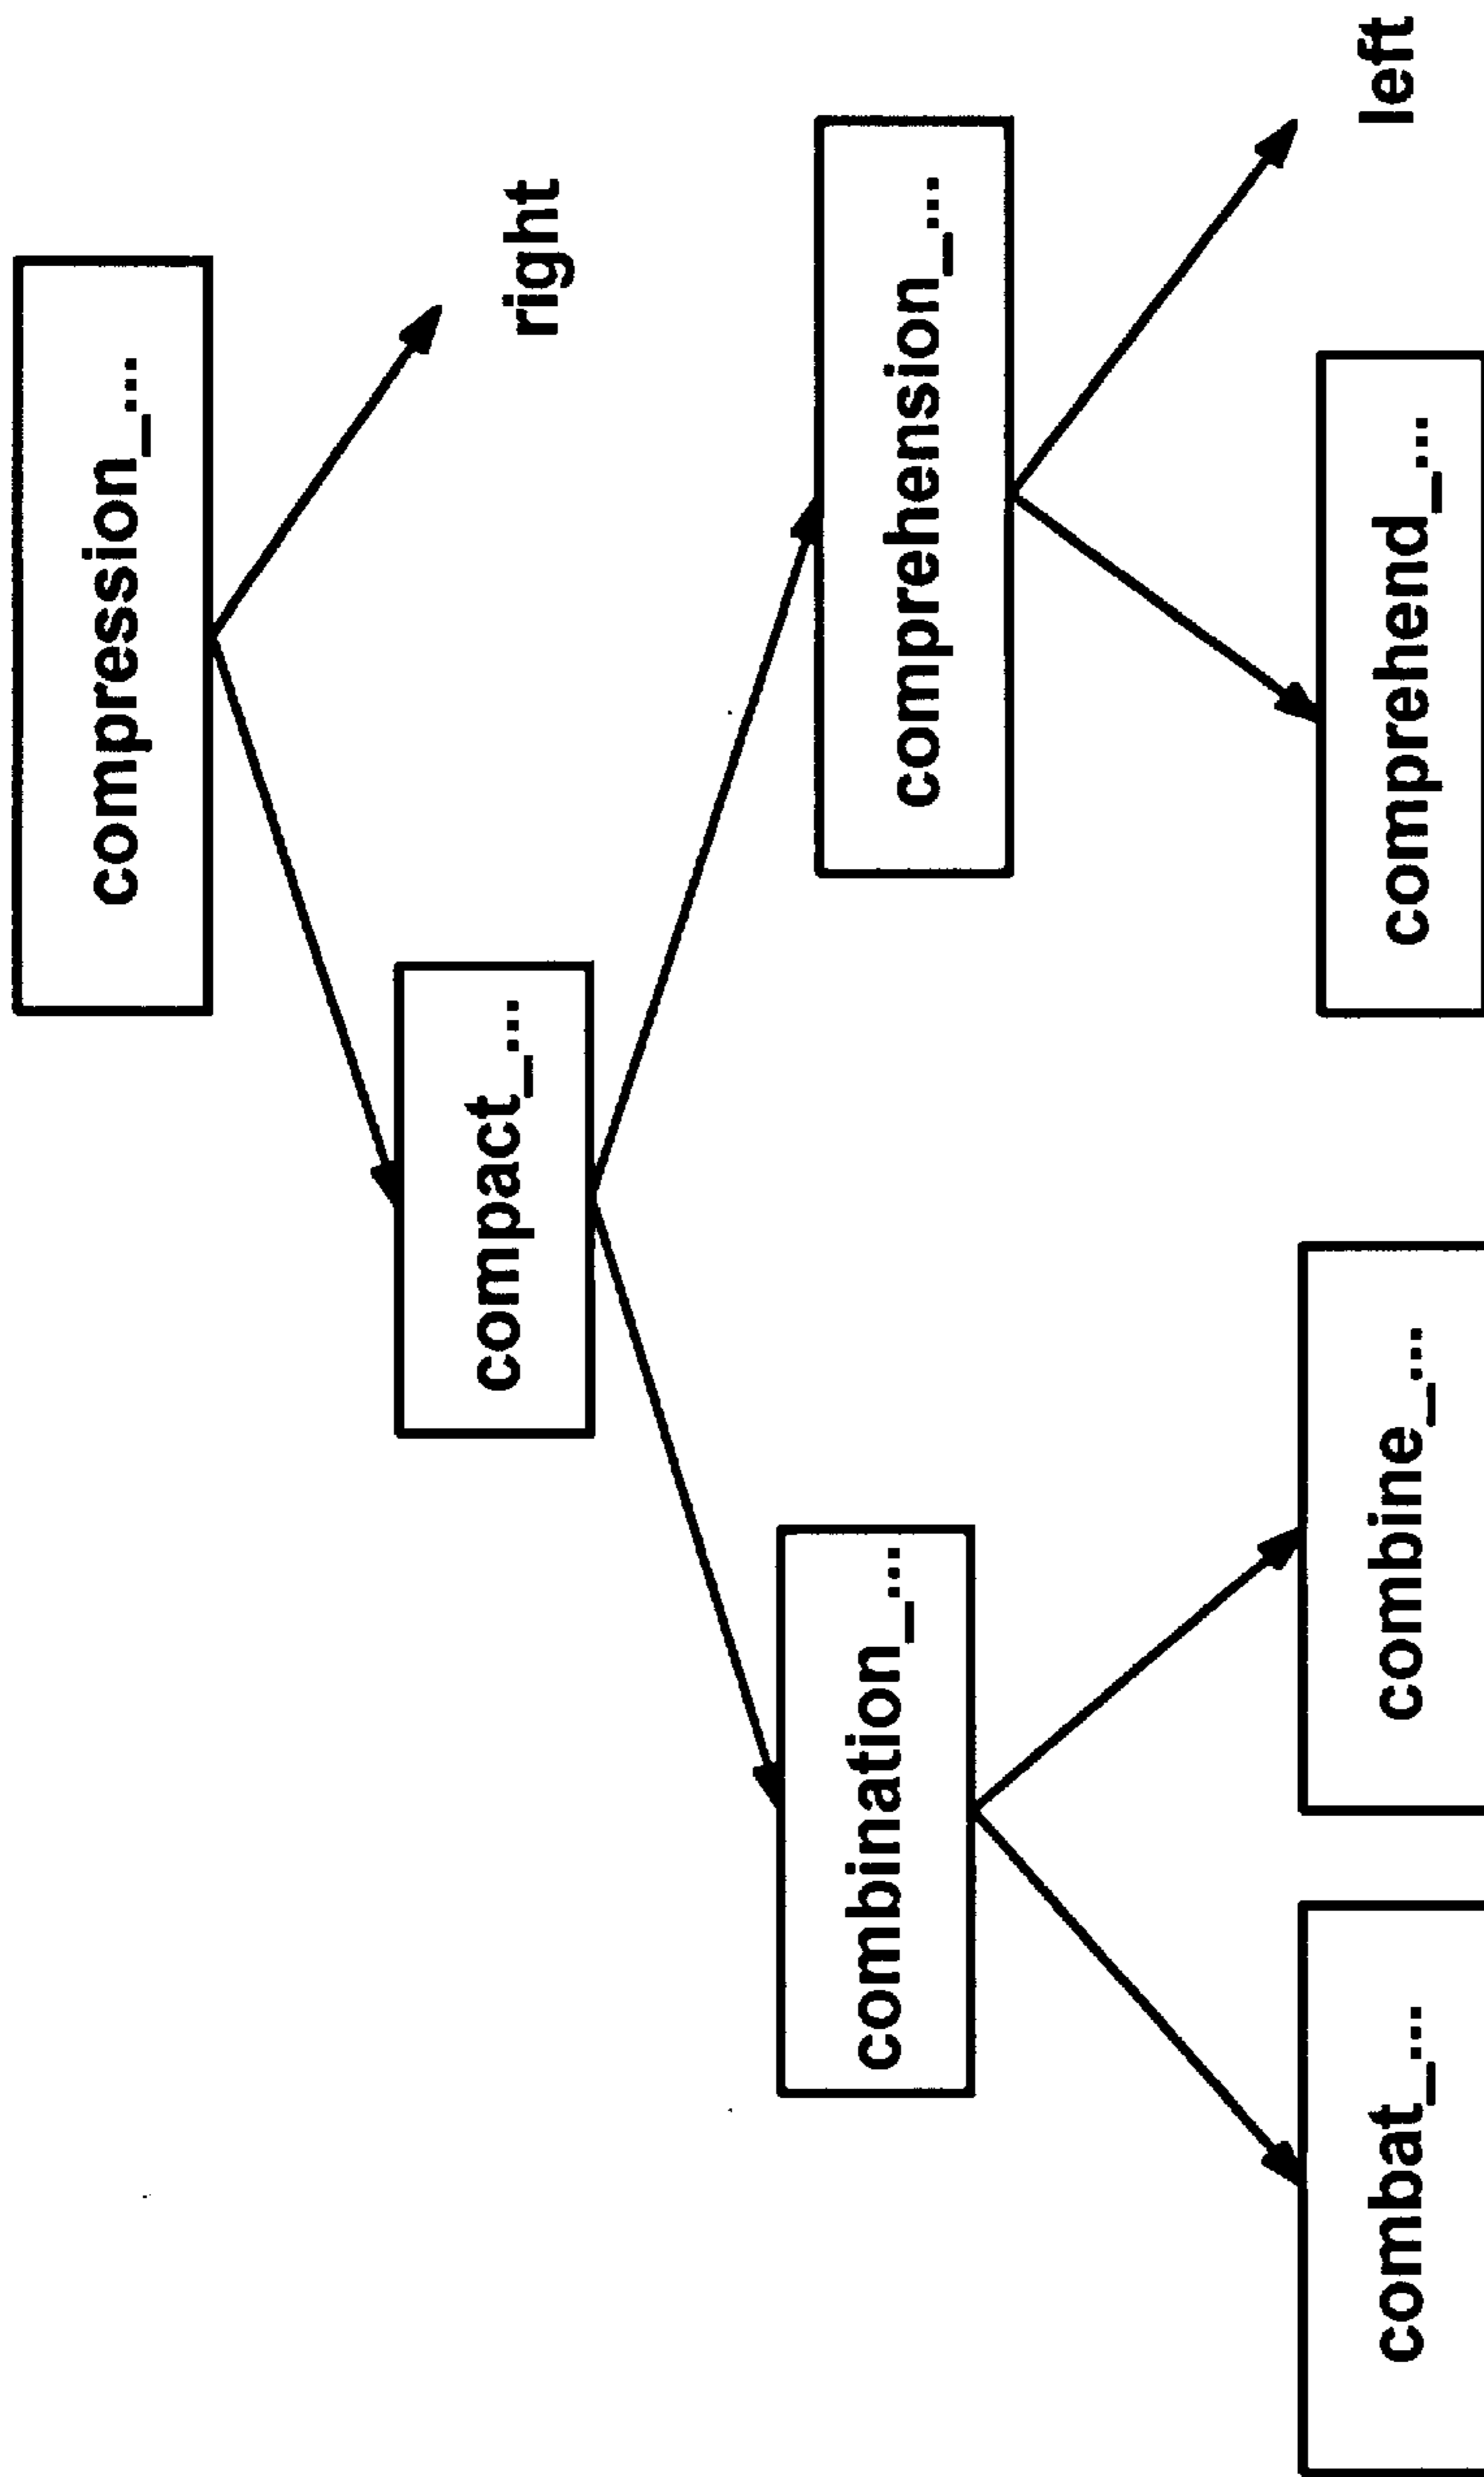 compression_...
right
compact_...
comprehension_...
combination_...
left
comprehend_...
combine_...
combat_...